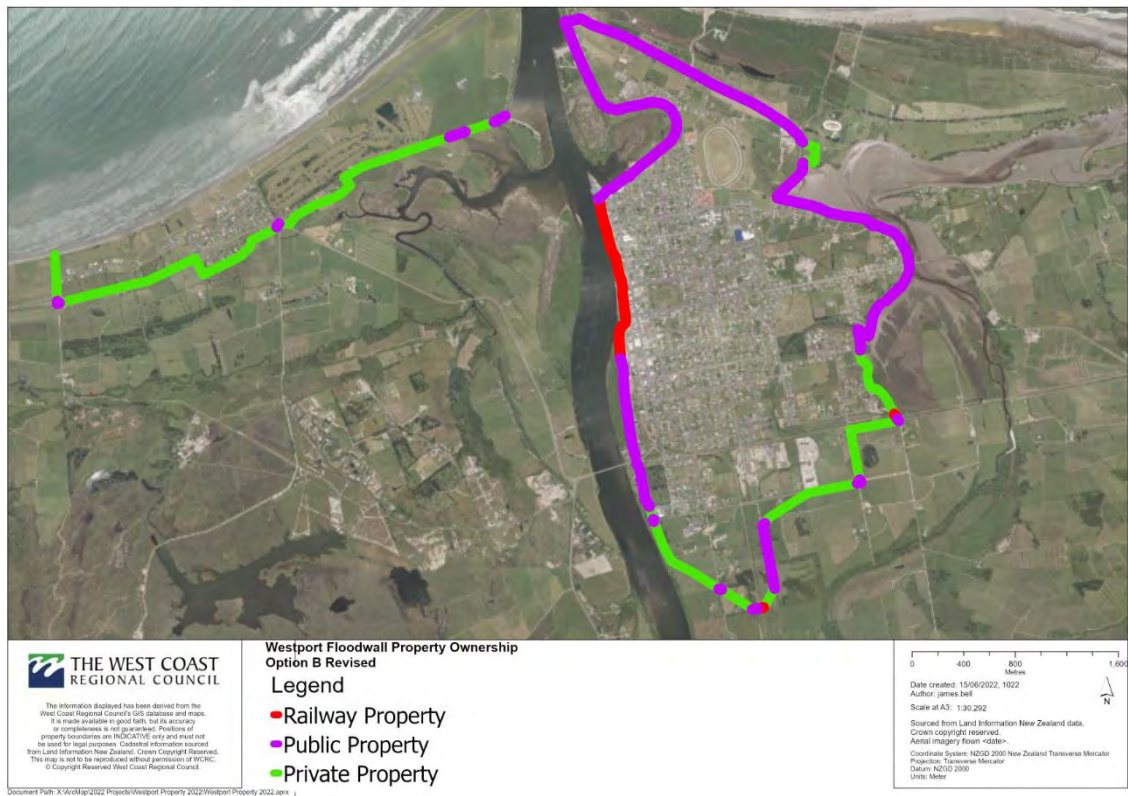 THE WEST COAST
REGIONAL COUNCIL
The information displayed has been derived from the
West Coast Regional Council's GIS database and maps.
It is made available in good faith, but its accuracy
or completeness is not guaranteed. Positions of
property boundaries are INDICATIVE only and must not
be used for legal purposes. Cadastral information sourced
from Land Information New Zealand. Crown Copyright Reserved.
This map is not to be reproduced without permission of WCRC.
© Copyright Reserved West Coast Regional Council.
Westport Floodwall Property Ownership
Option B Revised
Legend
Railway Property
Public Property
Private Property
0 400 800 1,600
Metres
Date created: 15/06/2022, 1022
Author: james.bell
Scale at A3: 1:30,292
N
Sourced from Land Information New Zealand data.
Crown copyright reserved.
Aerial imagery flown <date>.
Coordinate System: NZGD 2000 New Zealand Transverse Mercator
Projection: Transverse Mercator
Datum: NZGD 2000
Units: Meter
Document Path: X:\ArcMap\2022 Projects\Westport Property 2022\Westport Property 2022.aprx